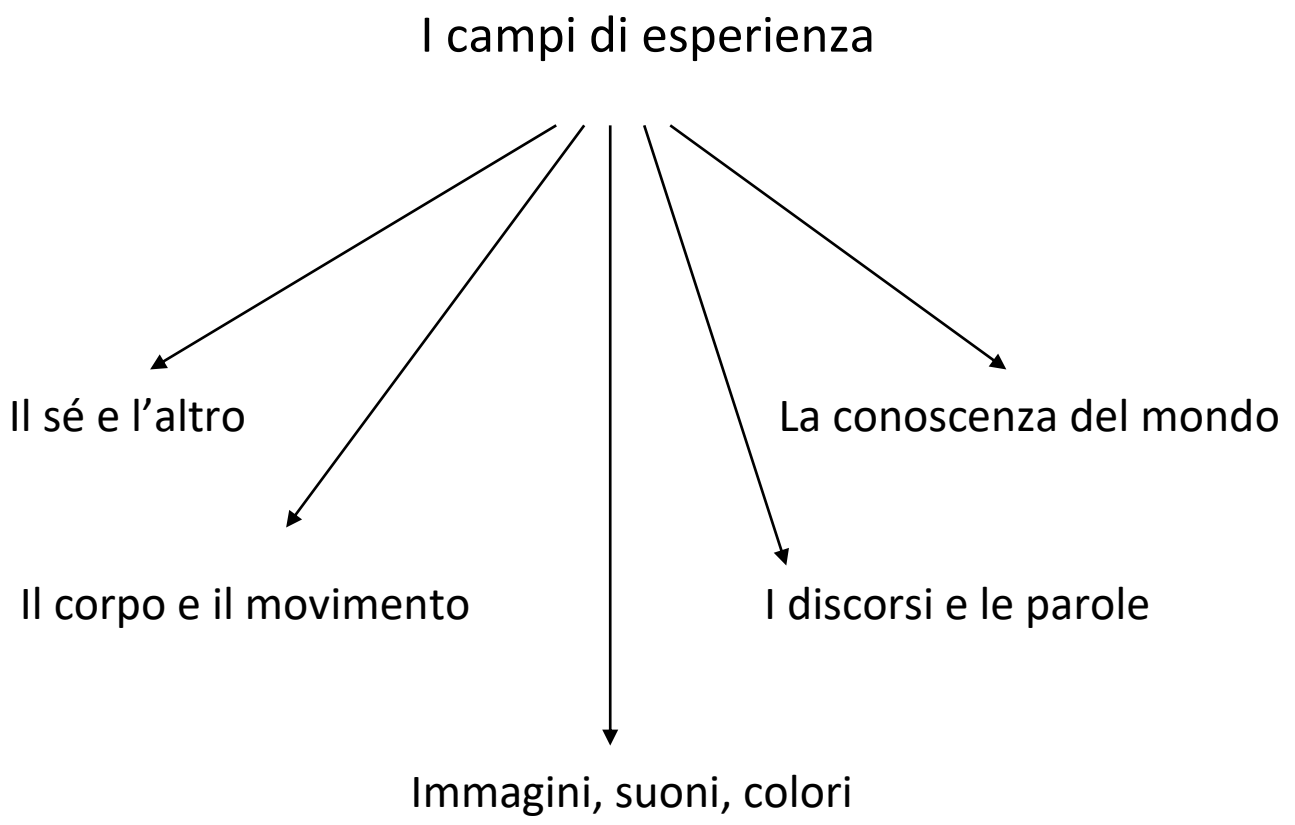 I campi di esperienza
Il sé e l’altro
La conoscenza del mondo
Il corpo e il movimento
I discorsi e le parole
Immagini, suoni, colori